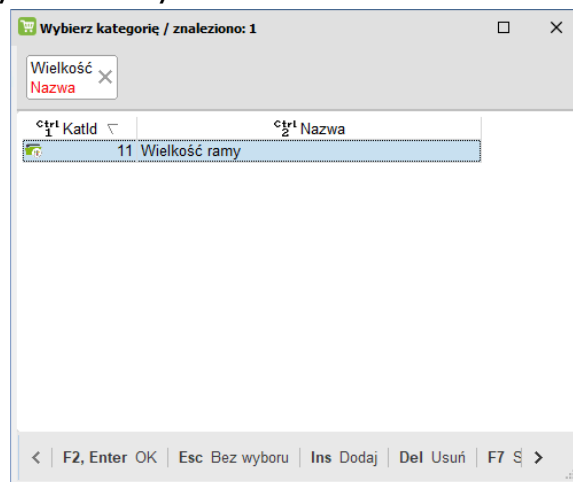 Wybierz kategorię / znaleziono: 1
Wielkość
Nazwa
Ctrl 1 KatId Ctrl 2 Nazwa
11 Wielkość ramy
F2, Enter OK Esc Bez wyboru Ins Dodaj Del Usuń F7